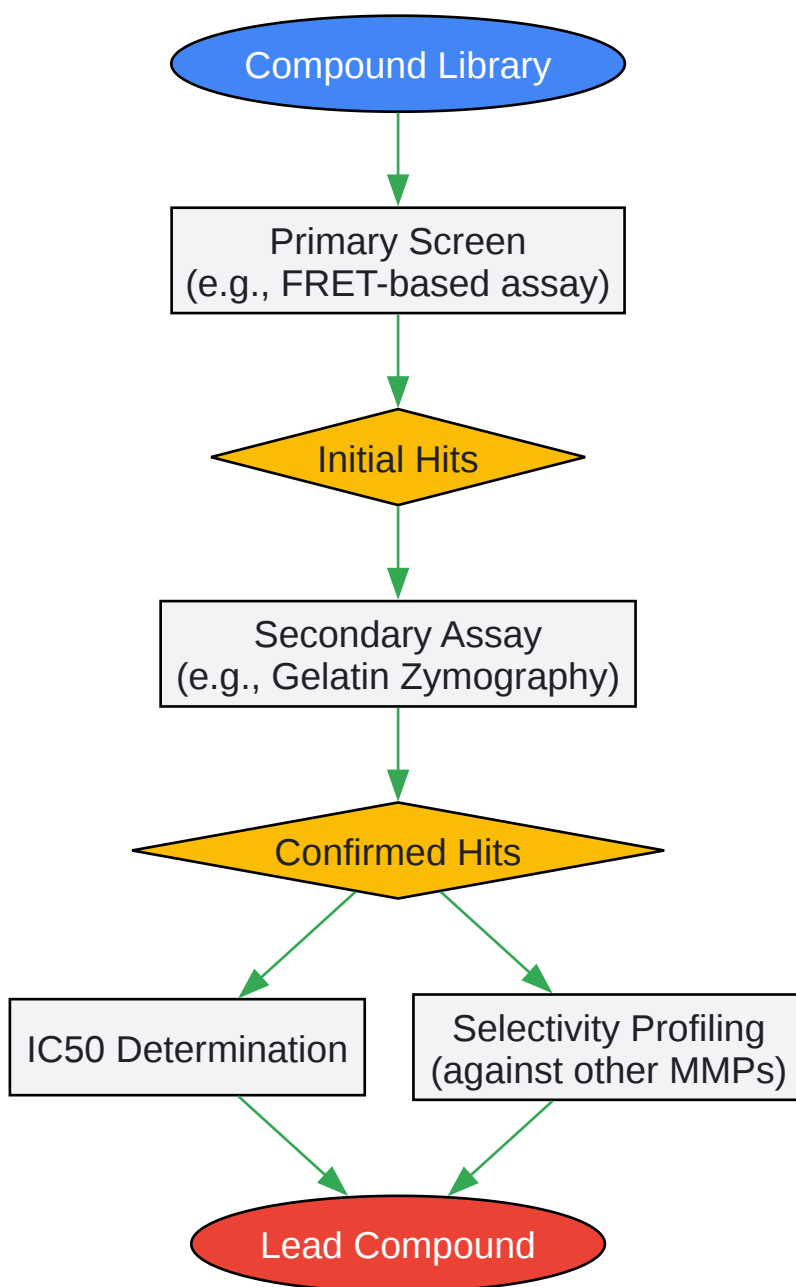 Compound Library
Primary Screen
(e.g., FRET-based assay)
Initial Hits
Secondary Assay
(e.g., Gelatin Zymography)
Confirmed Hits
IC50 Determination
Selectivity Profiling
(against other MMPs)
Lead Compound